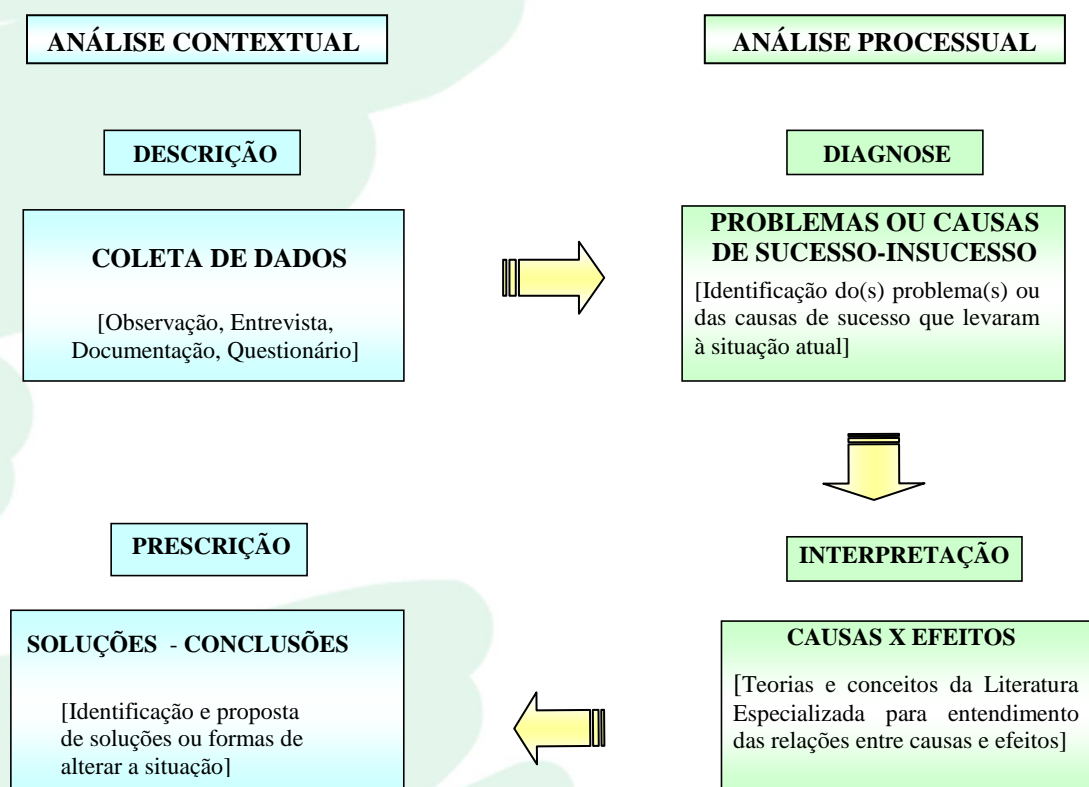 ANÁLISE CONTEXTUAL
ANÁLISE PROCESSUAL
DESCRIÇÃO
DIAGNOSE
COLETA DE DADOS
[Observação, Entrevista,
Documentação, Questionário]
PROBLEMAS OU CAUSAS
DE SUCESSO-INSUCESSO
[Identificação do(s) problema(s) ou
das causas de sucesso que levaram
à situação atual]
PRESCRIÇÃO
INTERPRETAÇÃO
SOLUÇÕES - CONCLUSÕES
[Identificação e proposta
de soluções ou formas de
alterar a situação]
CAUSAS X EFEITOS
[Teorias e conceitos da Literatura
Especializada para entendimento
das relações entre causas e efeitos]